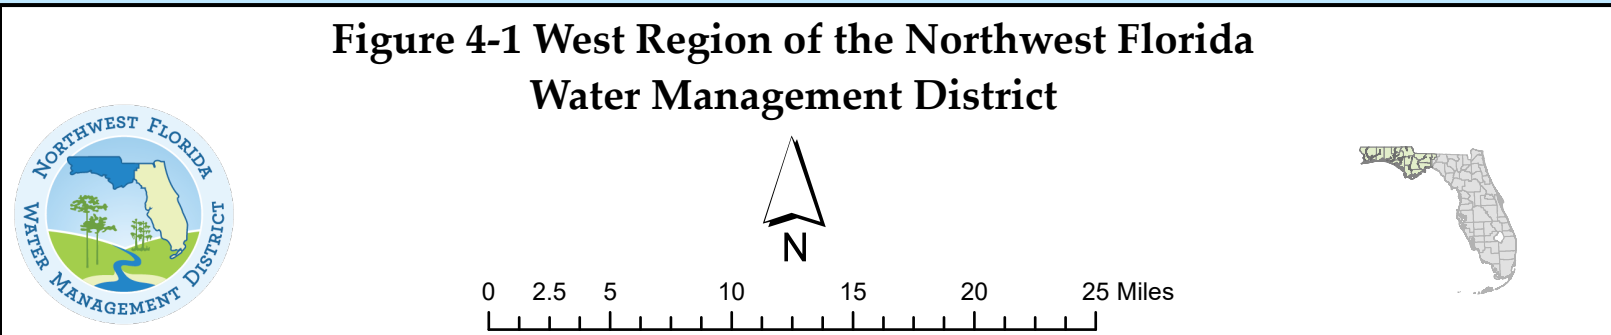 Figure 4-1 West Region of the Northwest Florida
Water Management District
NORTHWEST FLORIDA
WATER MANAGEMENT DISTRICT
N
0 2.5 5 10 15 20 25 Miles